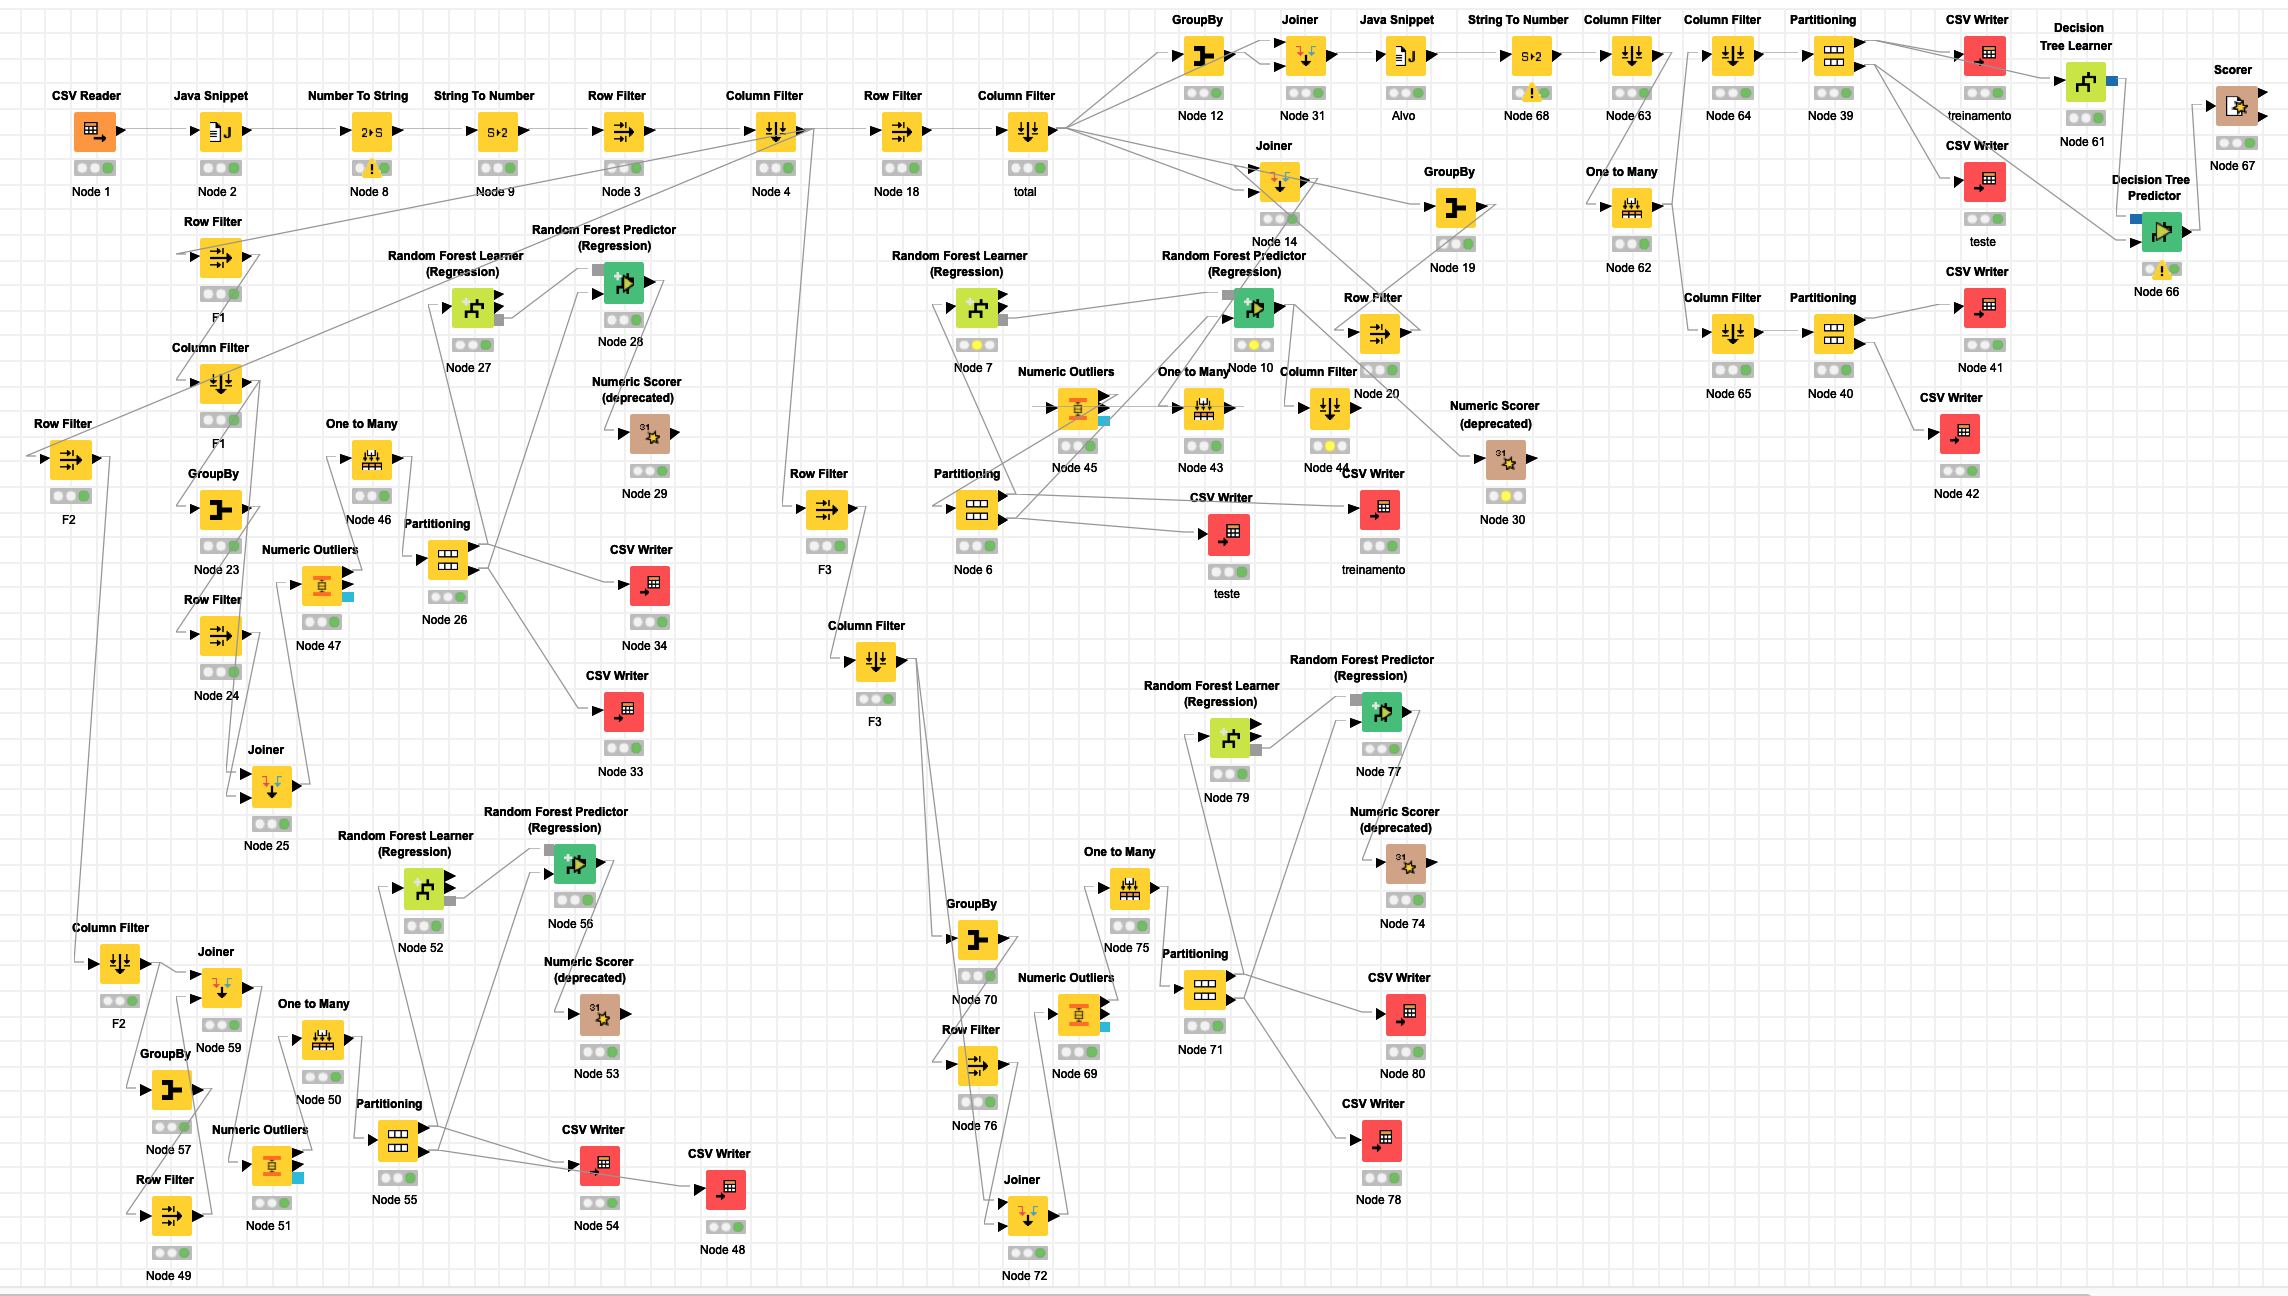 GroupBy
Joiner
Java Snippet
String To Number
Column Filter
Column Filter
Partitioning
CSV Writer
Decision
Tree Learner
Scorer
Node 12
Node 31
Alvo
Node 68
Node 63
Node 64
Node 39
treinamento
Node 61
Node 67
CSV Reader
Java Snippet
Number To String
String To Number
Row Filter
Column Filter
Row Filter
Column Filter
2▸S
S▸2
S▸2
J
J
Node 1
Node 2
Node 8
Node 9
Node 3
Node 4
Node 18
total
Joiner
Node 14
GroupBy
Node 19
One to Many
Node 62
CSV Writer
teste
Decision Tree
Predictor
Node 66
Row Filter
F1
Random Forest Learner
(Regression)
Node 27
Random Forest Predictor
(Regression)
Node 28
Random Forest Learner
(Regression)
Node 7
Random Forest Predictor
(Regression)
Node 10
Row Filter
Node 20
Column Filter
Node 65
Partitioning
Node 40
CSV Writer
Node 41
Column Filter
F1
Numeric Scorer
(deprecated)
31
Node 29
Numeric Outliers
Node 45
One to Many
Node 43
Column Filter
Node 44
Numeric Scorer
(deprecated)
31
Node 30
CSV Writer
Node 42
Row Filter
F2
One to Many
Node 46
GroupBy
Node 23
Row Filter
F3
Partitioning
Node 6
CSV Writer
teste
CSV Writer
treinamento
Numeric Outliers
Node 47
Partitioning
Node 26
CSV Writer
Node 34
Row Filter
Node 24
CSV Writer
Node 33
Column Filter
F3
Joiner
Node 25
Random Forest Learner
(Regression)
Node 79
Random Forest Predictor
(Regression)
Node 77
Numeric Scorer
(deprecated)
31
Node 74
Random Forest Learner
(Regression)
Node 52
Random Forest Predictor
(Regression)
Node 56
Column Filter
F2
Joiner
Node 59
Numeric Scorer
(deprecated)
31
Node 53
GroupBy
Node 70
One to Many
Node 75
Partitioning
Node 71
CSV Writer
Node 80
Numeric Outliers
Node 69
One to Many
Node 50
GroupBy
Node 57
Row Filter
Node 76
Numeric Outliers
Node 51
Partitioning
Node 55
CSV Writer
Node 54
CSV Writer
Node 48
CSV Writer
Node 78
Row Filter
Node 49
Joiner
Node 72